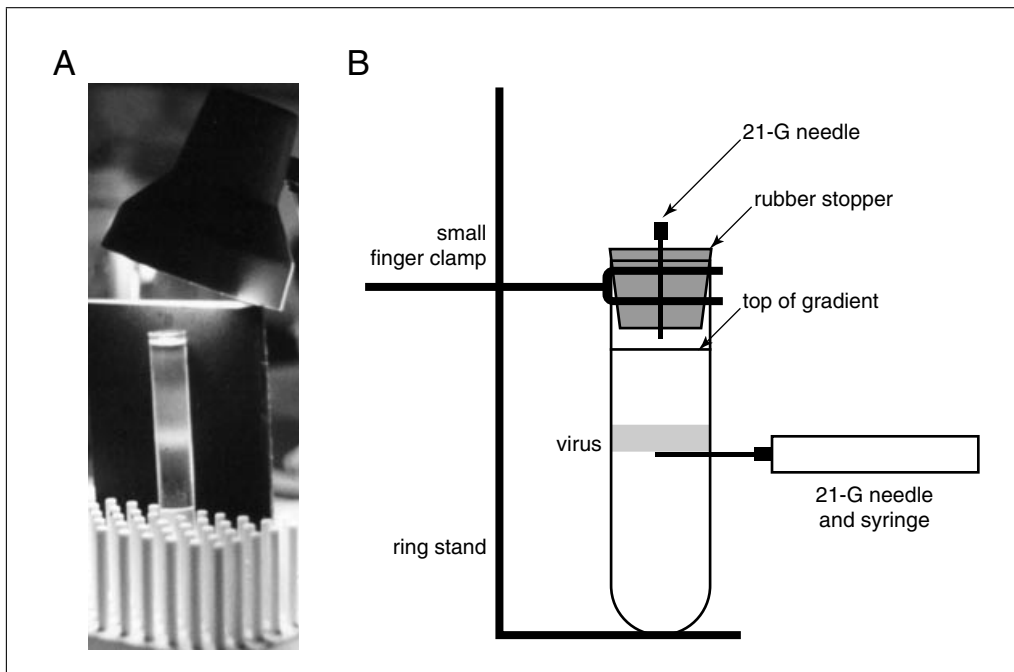 A
B
21-G needle
rubber stopper
small
finger clamp
top of gradient
virus
21-G needle
and syringe
ring stand